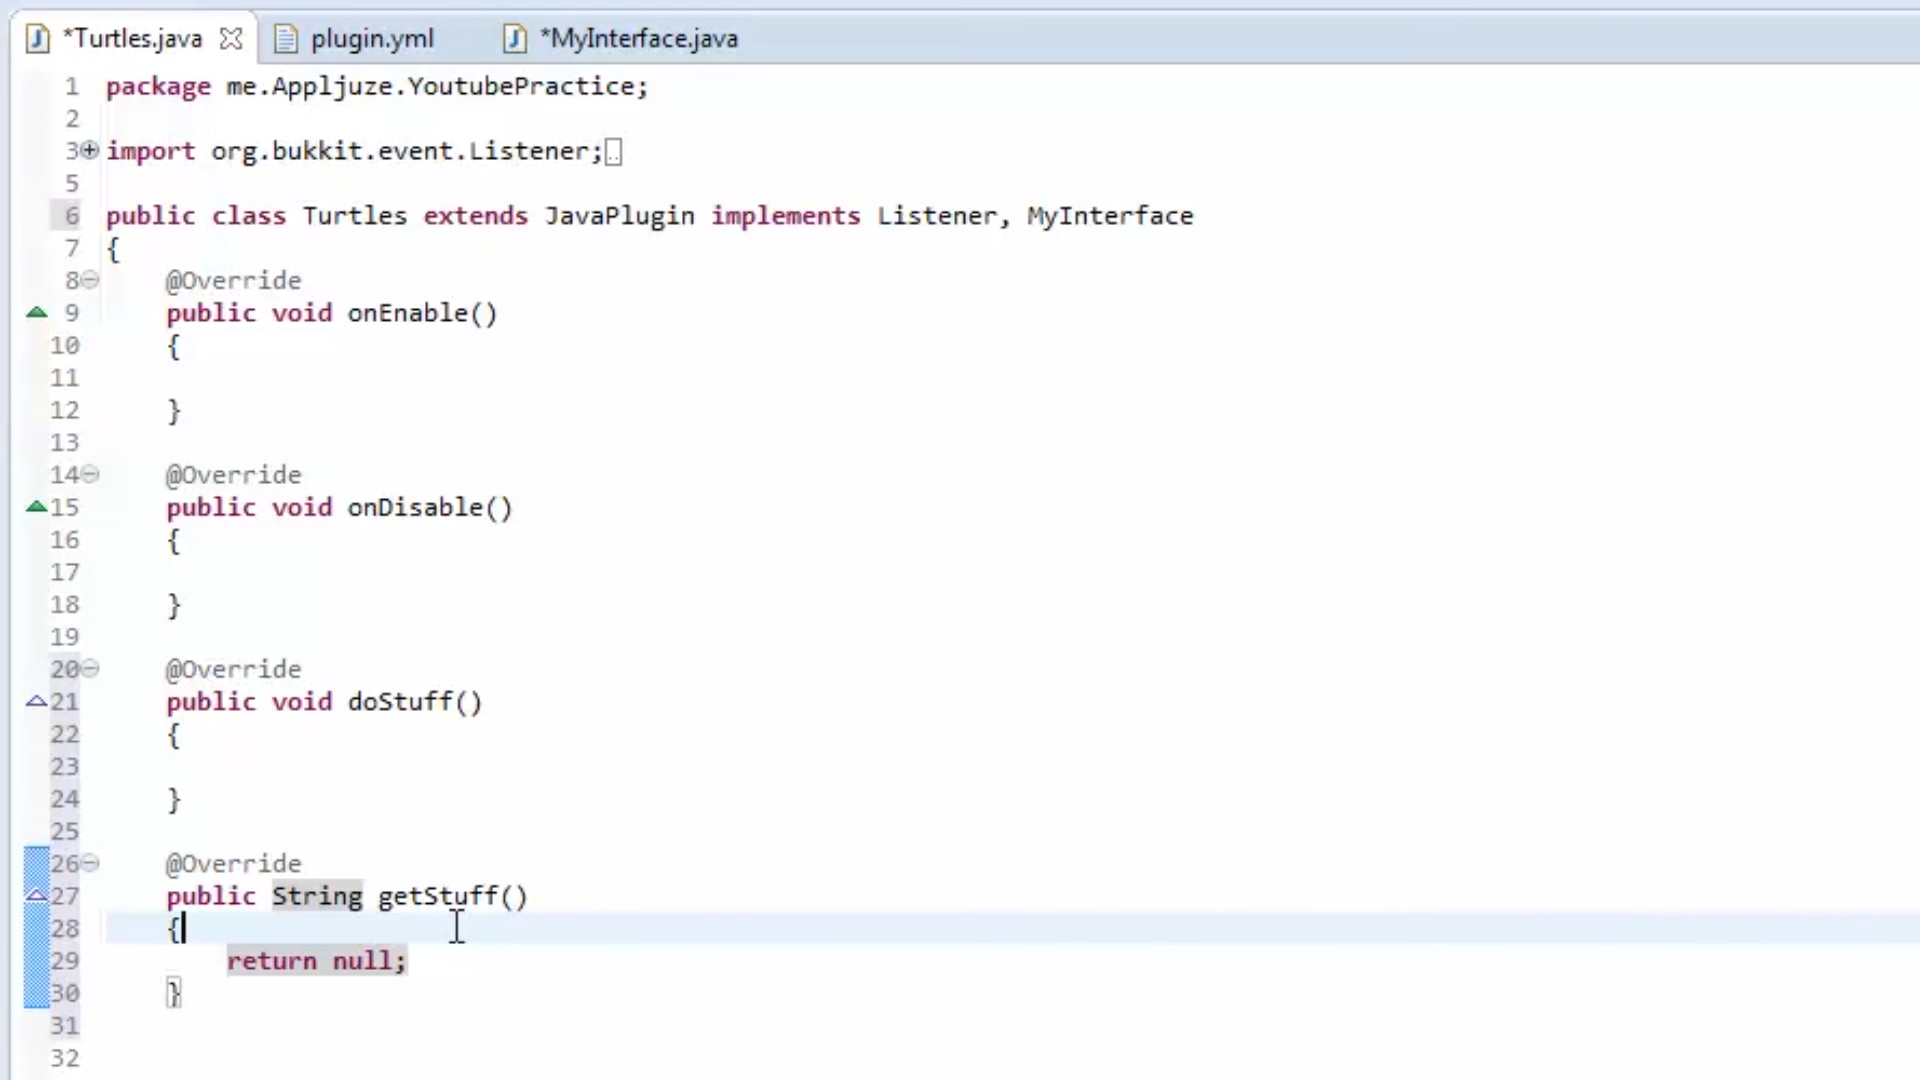 *Turtles.java plugin.yml *MyInterface.java
1 package me.Appljuze.YoutubePractice;
2
3 import org.bukkit.event.Listener;
5
6 public class Turtles extends JavaPlugin implements Listener, MyInterface
7 {
8 @Override
9 public void onEnable()
10 {
11
12 }
13
14 @Override
15 public void onDisable()
16 {
17
18 }
19
20 @Override
21 public void doStuff()
22 {
23
24 }
25
26 @Override
27 public String getStuff()
28 {
29 return null;
30 }
31
32